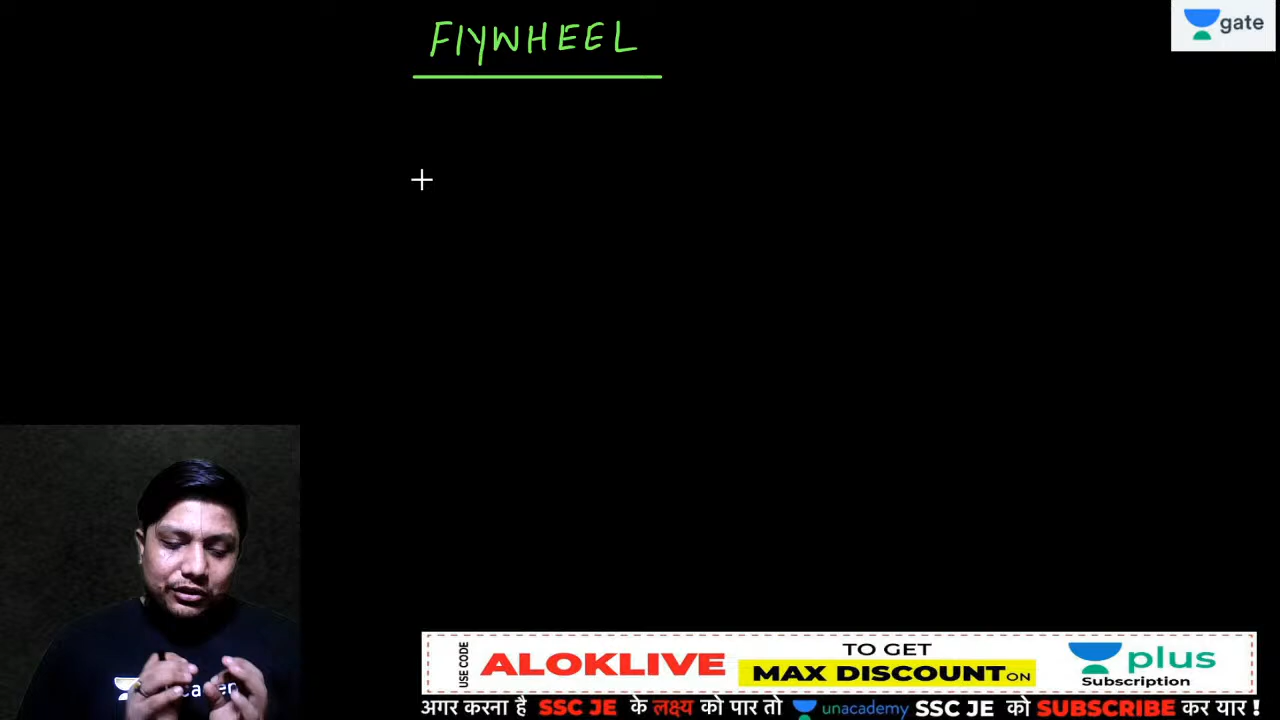 FlYWHEEL
gate
USE CODE
ALOKLIVE
TO GET
MAX DISCOUNT ON
plus
Subscription
अगर करना है SSC JE के लक्ष्य को पार तो unacademy SSC JE को SUBSCRIBE कर यार !